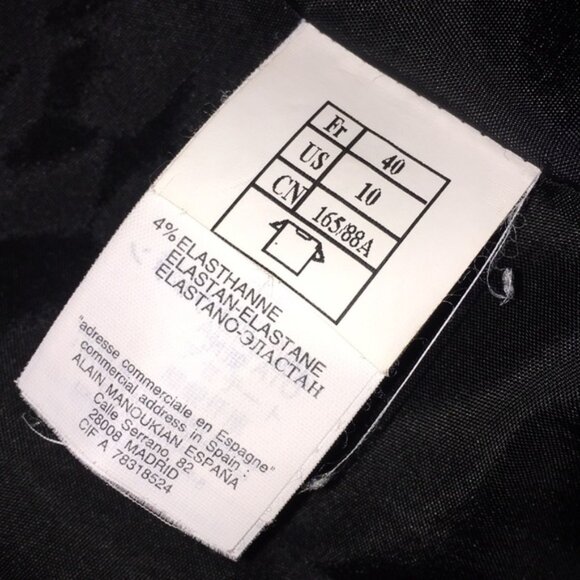 Fr 40
US 10
CN 165/88A
4% ELASTHANNE
ELASTAN-ELASTANE
ELASTANO-ЭЛАСТАН
"adresse commerciale en Espagne"
commercial address in Spain :
ALAIN MANOUKIAN ESPAÑA
Calle Serrano, 82
28008 MADRID
CIF A 78318524